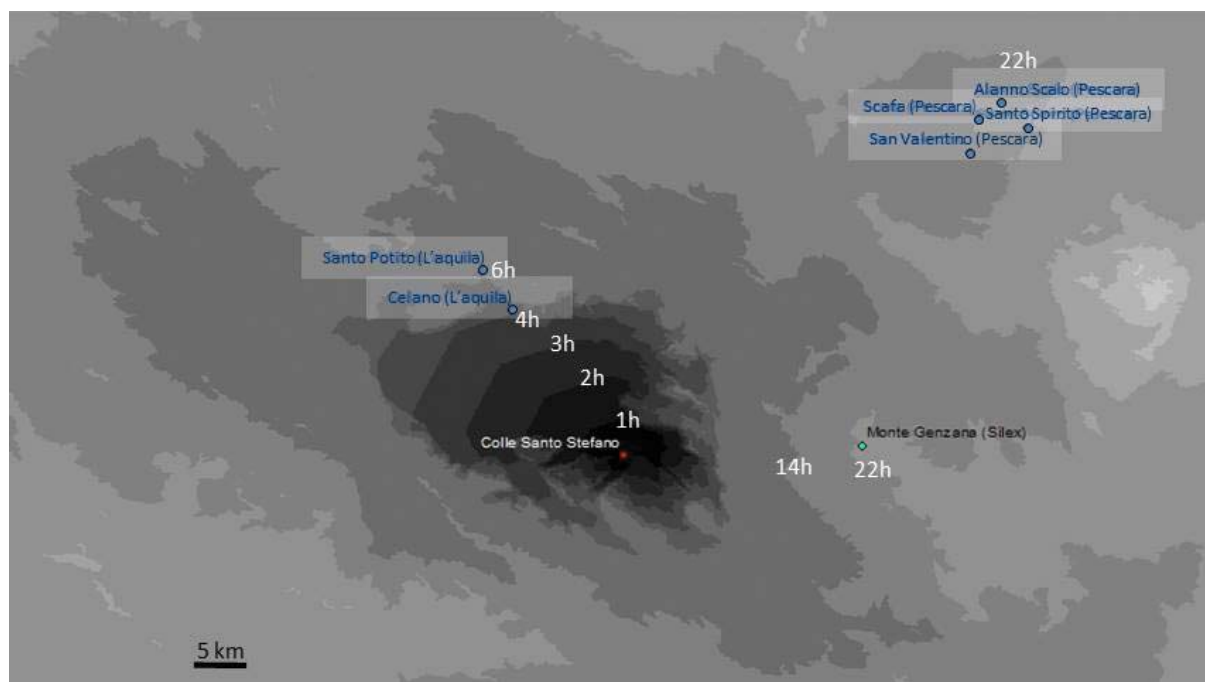 22h
Alanno Scalo (Pescara)
Scafa (Pescara)
Santo Spirito (Pescara)
San Valentino (Pescara)
Santo Potito (L'aquila)
6h
Celano (L'aquila)
4h
3h
2h
1h
Colle Santo Stefano
Monte Genzana (Silex)
14h
22h
5 km